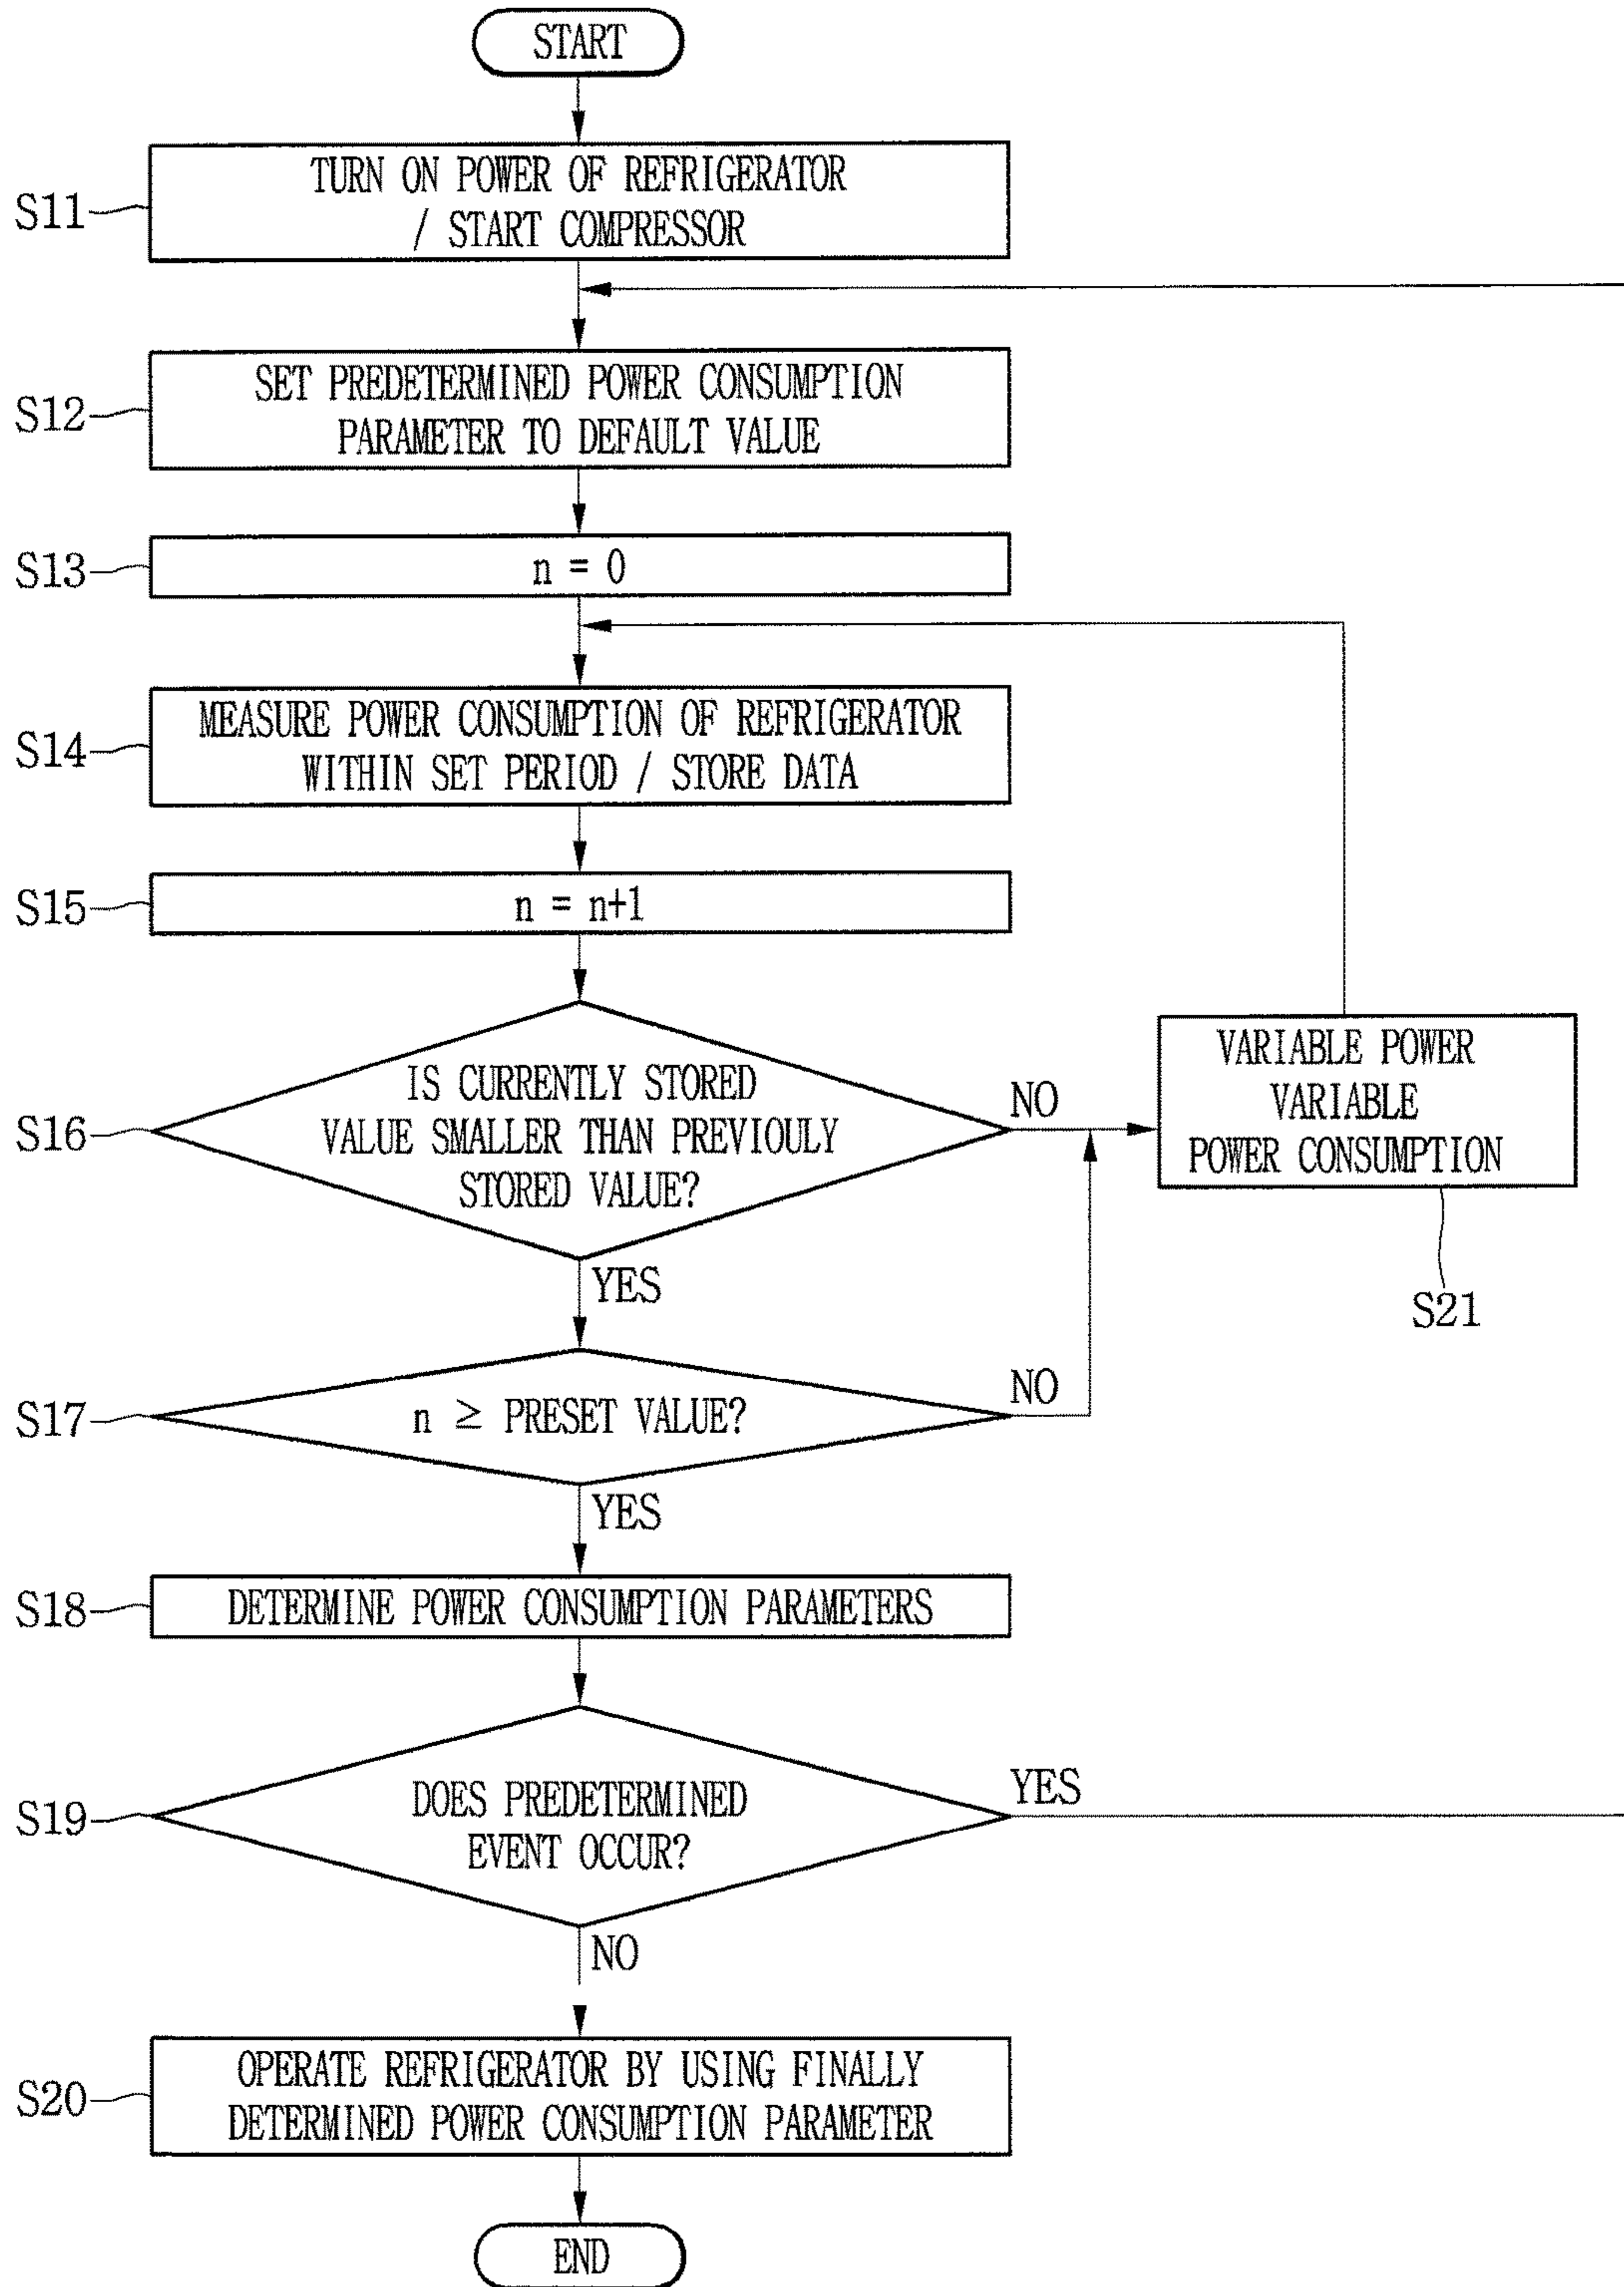 START
S11
TURN ON POWER OF REFRIGERATOR
/ START COMPRESSOR
S12
SET PREDETERMINED POWER CONSUMPTION
PARAMETER TO DEFAULT VALUE
S13
n = 0
S14
MEASURE POWER CONSUMPTION OF REFRIGERATOR
WITHIN SET PERIOD / STORE DATA
S15
n = n+1
S16
IS CURRENTLY STORED
VALUE SMALLER THAN PREVIOULY
STORED VALUE?
NO
VARIABLE POWER
VARIABLE
POWER CONSUMPTION
S21
YES
S17
n ≥ PRESET VALUE?
NO
YES
S18
DETERMINE POWER CONSUMPTION PARAMETERS
S19
DOES PREDETERMINED
EVENT OCCUR?
YES
NO
S20
OPERATE REFRIGERATOR BY USING FINALLY
DETERMINED POWER CONSUMPTION PARAMETER
END